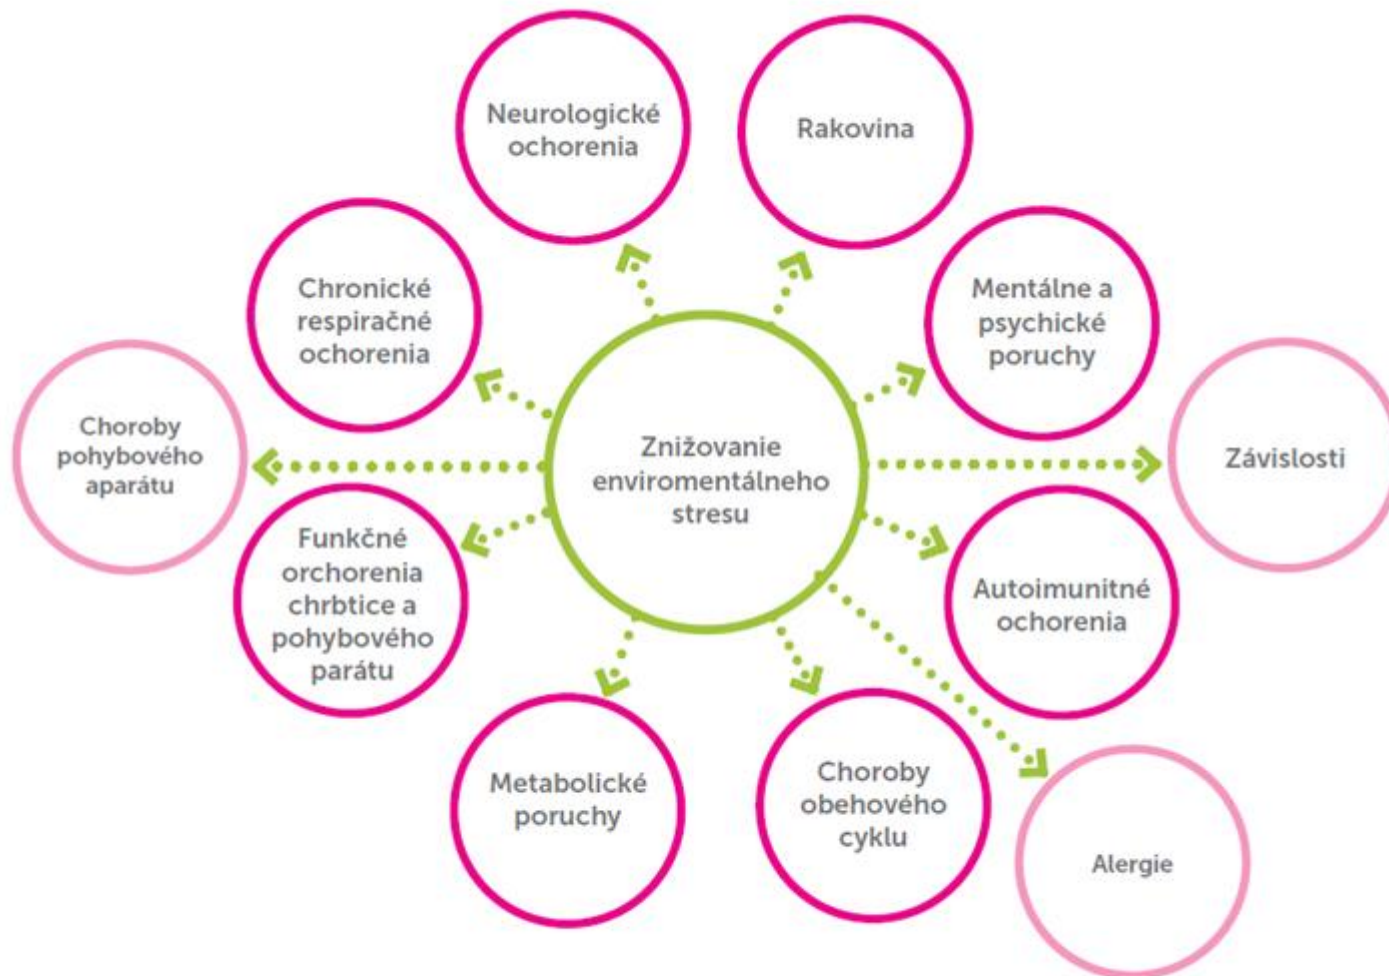 Neurologické
ochorenia
Rakovina
Chronické
respiračné
ochorenia
Mentálne a
psychické
poruchy
Choroby
pohybového
aparátu
Znižovanie
enviromentálneho
stresu
Závislosti
Funkčné
orchorenia
chrbtice a
pohybového
parátu
Autoimunitné
ochorenia
Metabolické
poruchy
Choroby
obehového
cyklu
Alergie